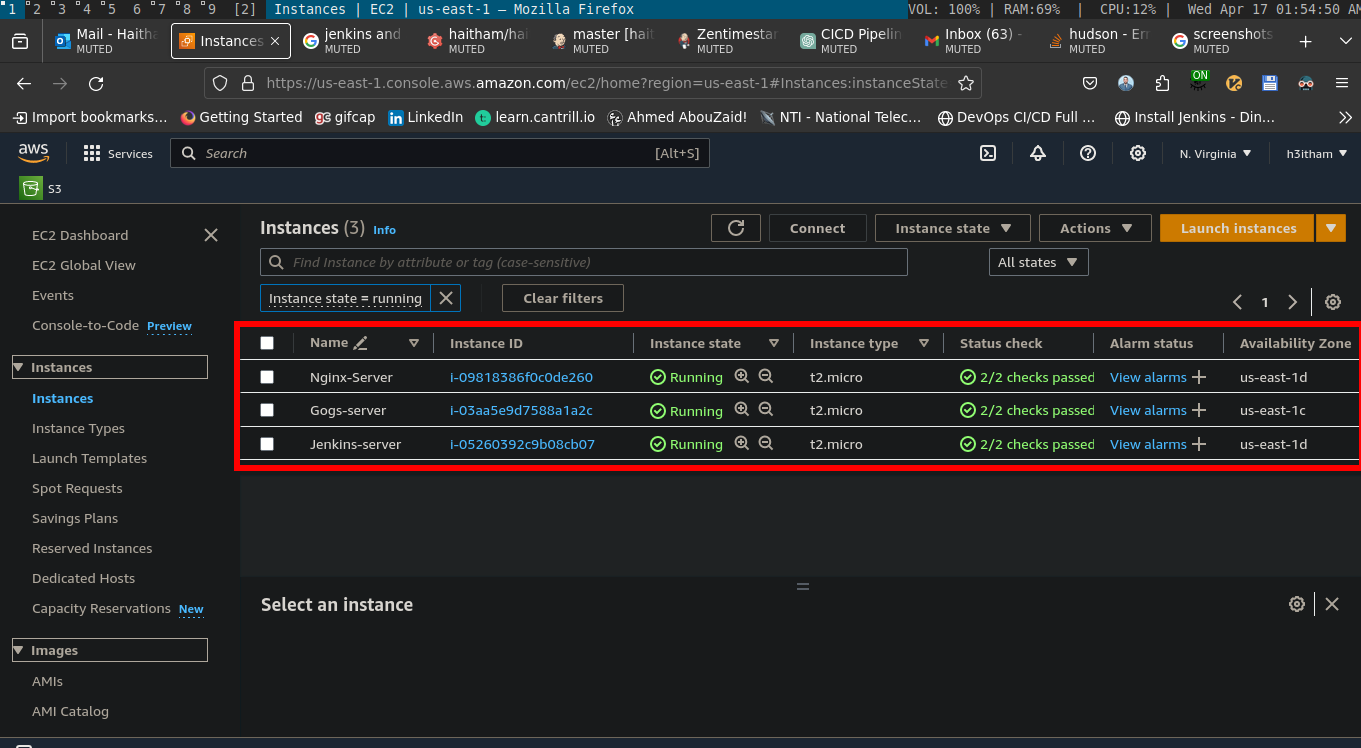 1 2 3 4 5 6 7 8 9 [2] Instances | EC2 | us-east-1 — Mozilla Firefox VOL: 100% | RAM:69% | CPU:12% | Wed Apr 17 01:54:50 AM
Mail - Haitha Instances jenkins and haitham/hai master [hait Zentimestar CICD Pipelin Inbox (63) - hudson - Err screenshots
MUTED MUTED MUTED MUTED MUTED MUTED MUTED MUTED MUTED
https://us-east-1.console.aws.amazon.com/ec2/home?region=us-east-1#Instances:instanceState ON
Import bookmarks... Getting Started gc gifcap LinkedIn learn.cantrill.io Ahmed AbouZaid! NTI - National Telec... DevOps CI/CD Full ... Install Jenkins - Din...
aws Services Search [Alt+S] N. Virginia h3itham
S3
EC2 Dashboard
EC2 Global View
Events
Console-to-Code Preview
Instances
Instances
Instance Types
Launch Templates
Spot Requests
Savings Plans
Reserved Instances
Dedicated Hosts
Capacity Reservations New
Images
AMIs
AMI Catalog
Instances (3) Info Connect Instance state Actions Launch instances
Find Instance by attribute or tag (case-sensitive) All states
Instance state = running Clear filters 1
Name Instance ID Instance state Instance type Status check Alarm status Availability Zone
Nginx-Server i-09818386f0c0de260 Running t2.micro 2/2 checks passed View alarms us-east-1d
Gogs-server i-03aa5e9d7588a1a2c Running t2.micro 2/2 checks passed View alarms us-east-1c
Jenkins-server i-05260392c9b08cb07 Running t2.micro 2/2 checks passed View alarms us-east-1d
Select an instance